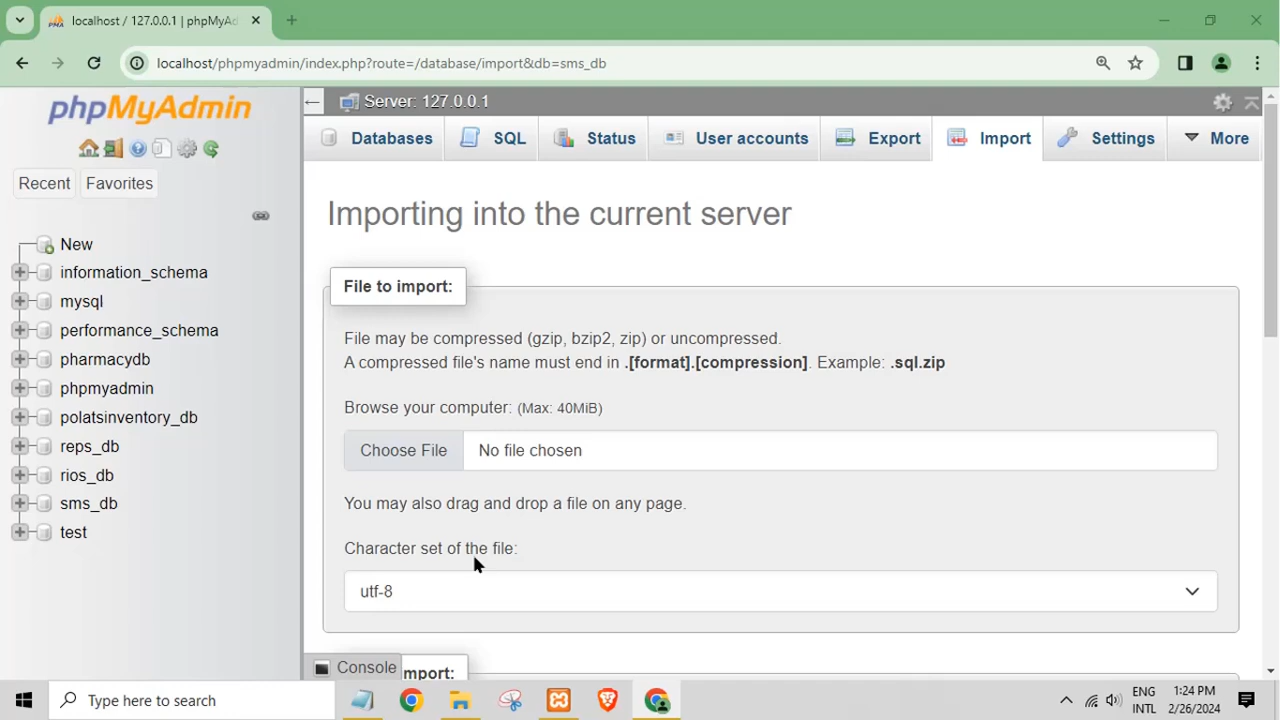 localhost / 127.0.0.1 | phpMyAd
localhost/phpmyadmin/index.php?route=/database/import&db=sms_db
phpMyAdmin
Recent
Favorites
New
information_schema
mysql
performance_schema
pharmacydb
phpmyadmin
polatsinventory_db
reps_db
rios_db
sms_db
test
Server: 127.0.0.1
Databases
SQL
Status
User accounts
Export
Import
Settings
More
Importing into the current server
File to import:
File may be compressed (gzip, bzip2, zip) or uncompressed.
A compressed file's name must end in .[format].[compression]. Example: .sql.zip
Browse your computer: (Max: 40MiB)
Choose File
No file chosen
You may also drag and drop a file on any page.
Character set of the file:
utf-8
Console
mport:
Type here to search
ENG
INTL
1:24 PM
2/26/2024